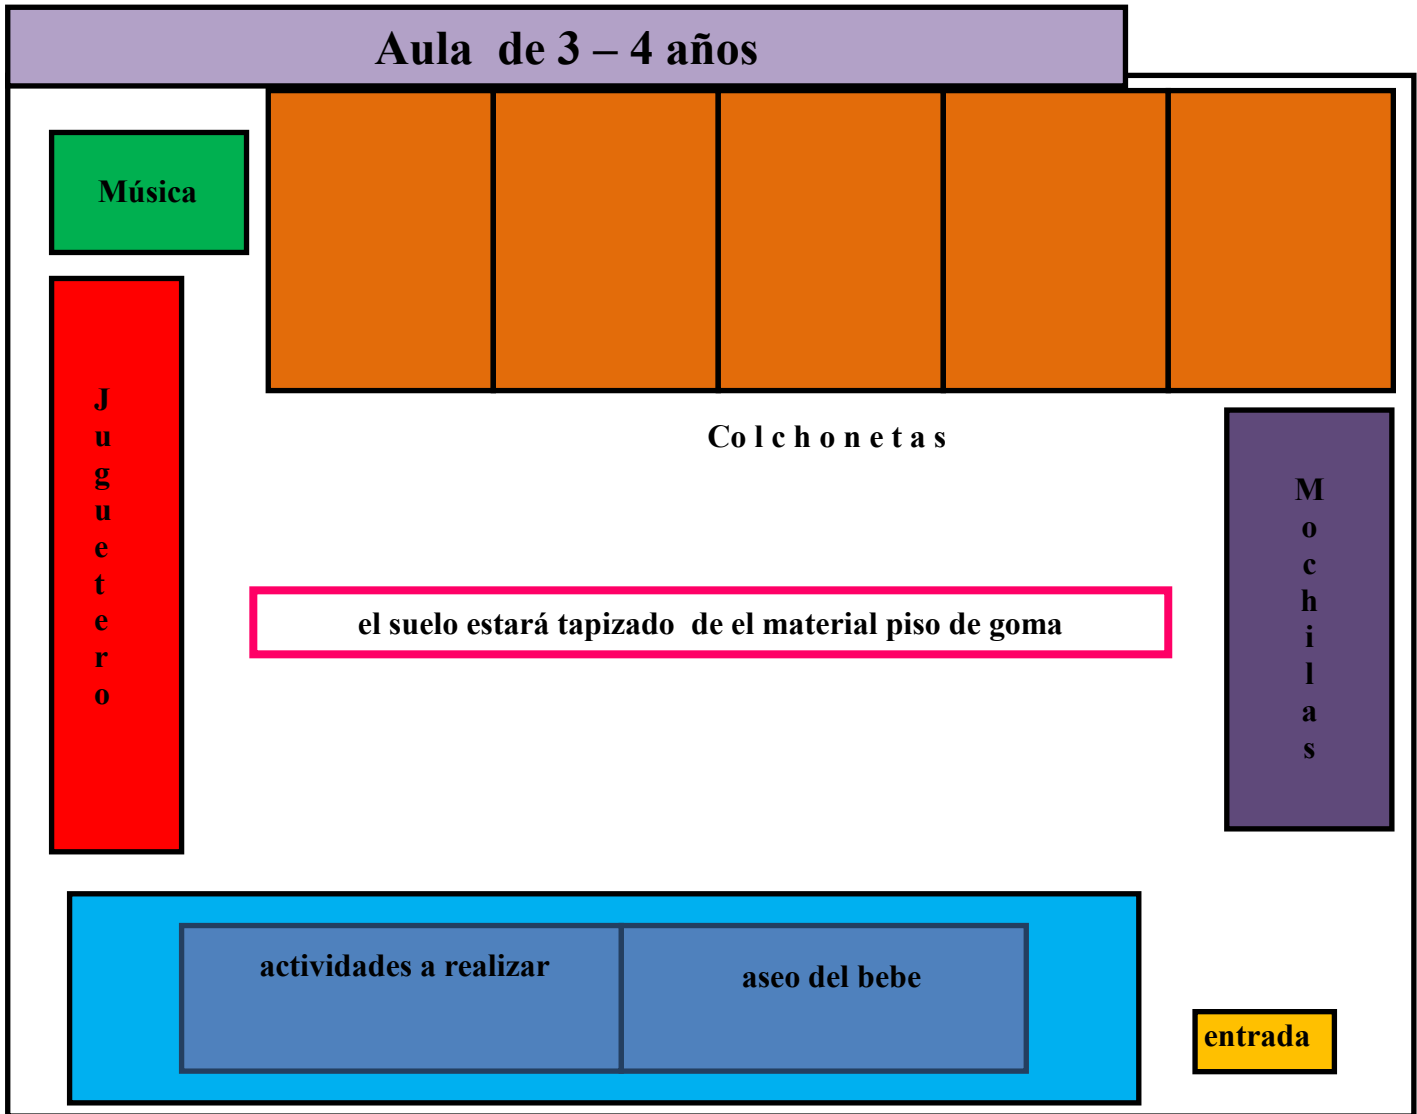 Aula de 3 – 4 años
Música
Juguetero
Colchonetas
Mochilas
el suelo estará tapizado de el material piso de goma
actividades a realizar
aseo del bebe
entrada